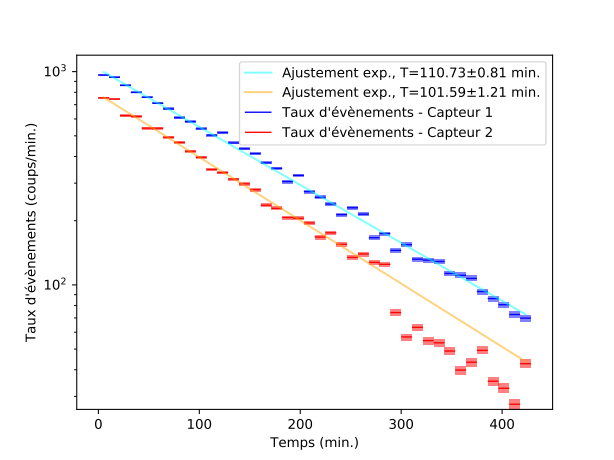 Ajustement exp., T=110.73±0.81 min.
Ajustement exp., T=101.59±1.21 min.
Taux d'évènements - Capteur 1
Taux d'évènements - Capteur 2
Taux d'évènements (coups/min.)
10³
10²
0 100 200 300 400
Temps (min.)